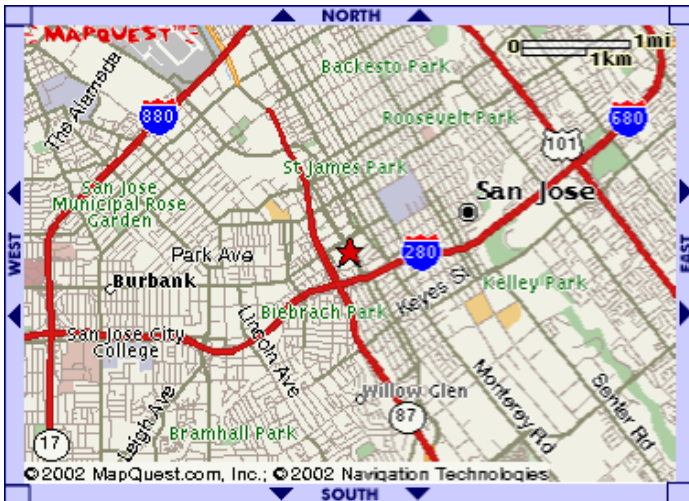 NORTH
MAPQUEST
0 1mi
1km
Backesto Park
The Alameda
880
Roosevelt Park
680
101
St James Park
San Jose
Municipal Rose
Garden
San Jose
WEST
EAST
Park Ave
280
Burbank
Keyes St
Kelley Park
Biebrach Park
San Jose City
College
Lincoln Ave
Willow Glen
Leigh Ave
87
Monterey Rd
Senter Rd
Bramhall Park
17
©2002 MapQuest.com, Inc.; ©2002 Navigation Technologies
SOUTH